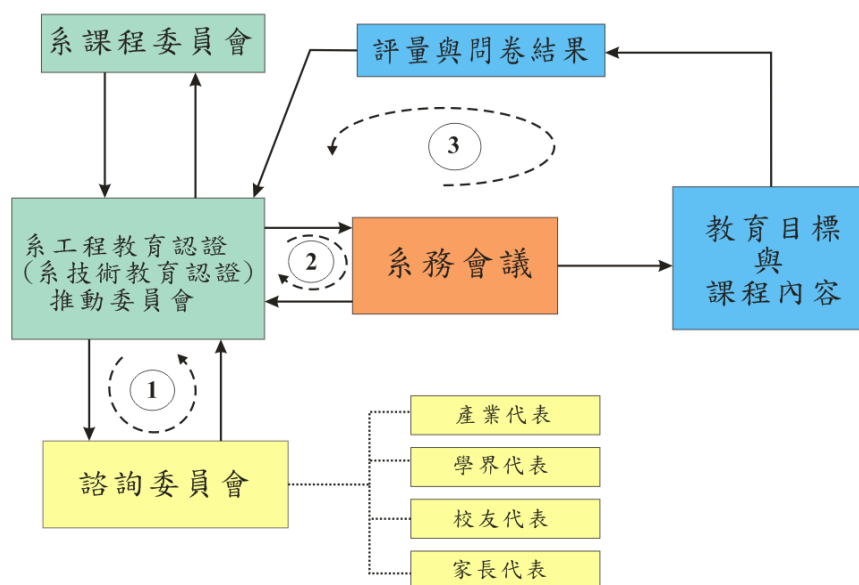 系課程委員會
評量與問卷結果
3
系工程教育認證
(系技術教育認證)
推動委員會
2
系務會議
教育目標
與
課程內容
1
產業代表
學界代表
諮詢委員會
校友代表
家長代表